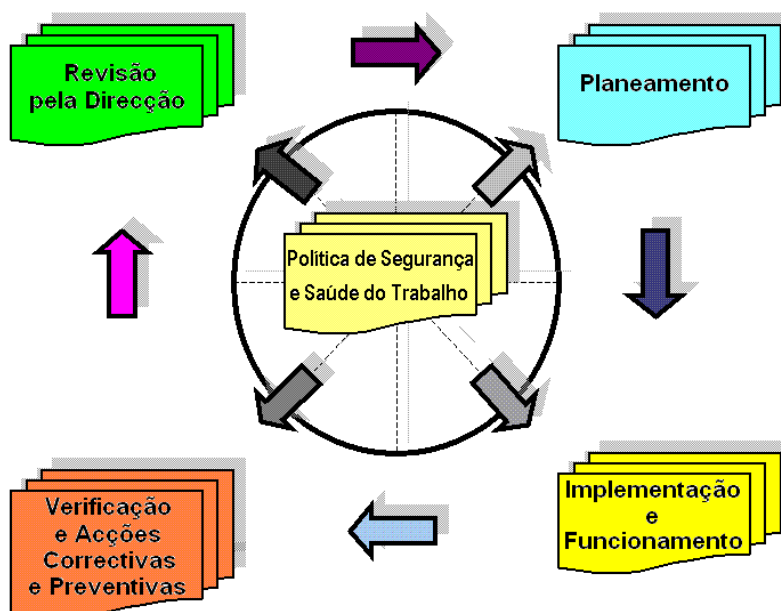 Revisão
pela Direcção
Planeamento
Política de Segurança
e Saúde do Trabalho
Verificação
e Acções
Correctivas
e Preventivas
Implementação
e
Funcionamento